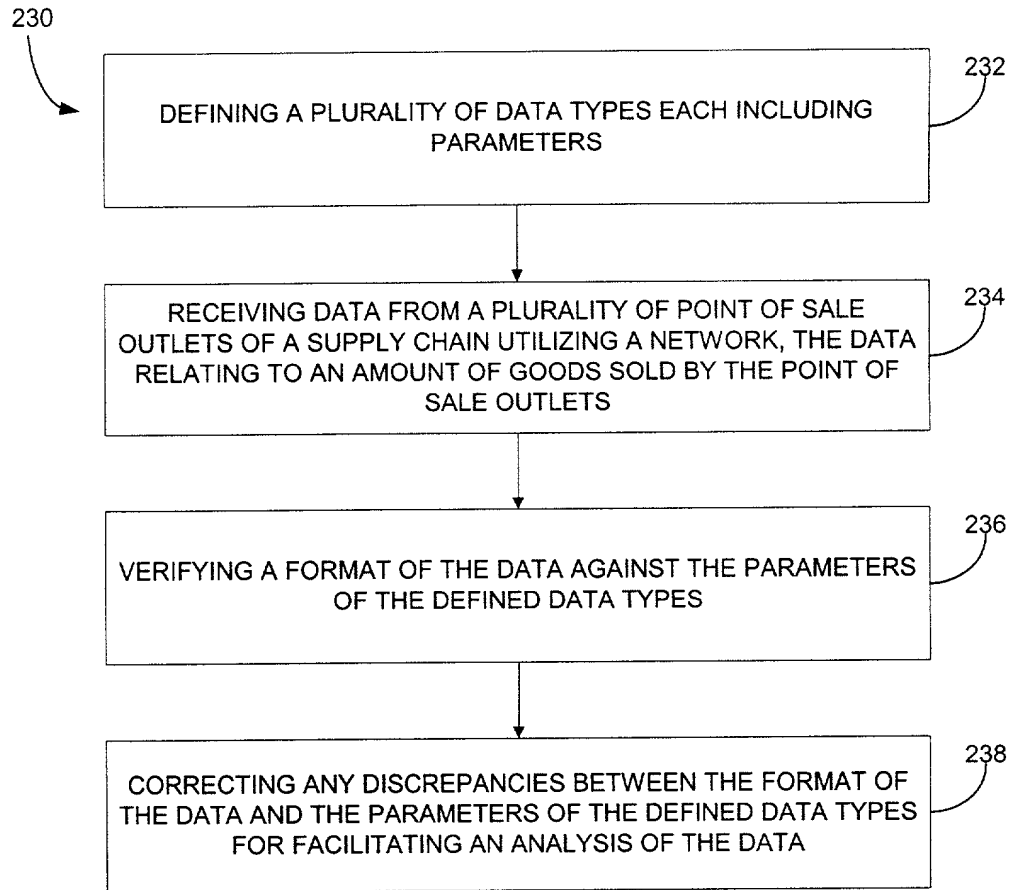 230
232
DEFINING A PLURALITY OF DATA TYPES EACH INCLUDING
PARAMETERS
234
RECEIVING DATA FROM A PLURALITY OF POINT OF SALE
OUTLETS OF A SUPPLY CHAIN UTILIZING A NETWORK, THE DATA
RELATING TO AN AMOUNT OF GOODS SOLD BY THE POINT OF
SALE OUTLETS
236
VERIFYING A FORMAT OF THE DATA AGAINST THE PARAMETERS
OF THE DEFINED DATA TYPES
238
CORRECTING ANY DISCREPANCIES BETWEEN THE FORMAT OF
THE DATA AND THE PARAMETERS OF THE DEFINED DATA TYPES
FOR FACILITATING AN ANALYSIS OF THE DATA